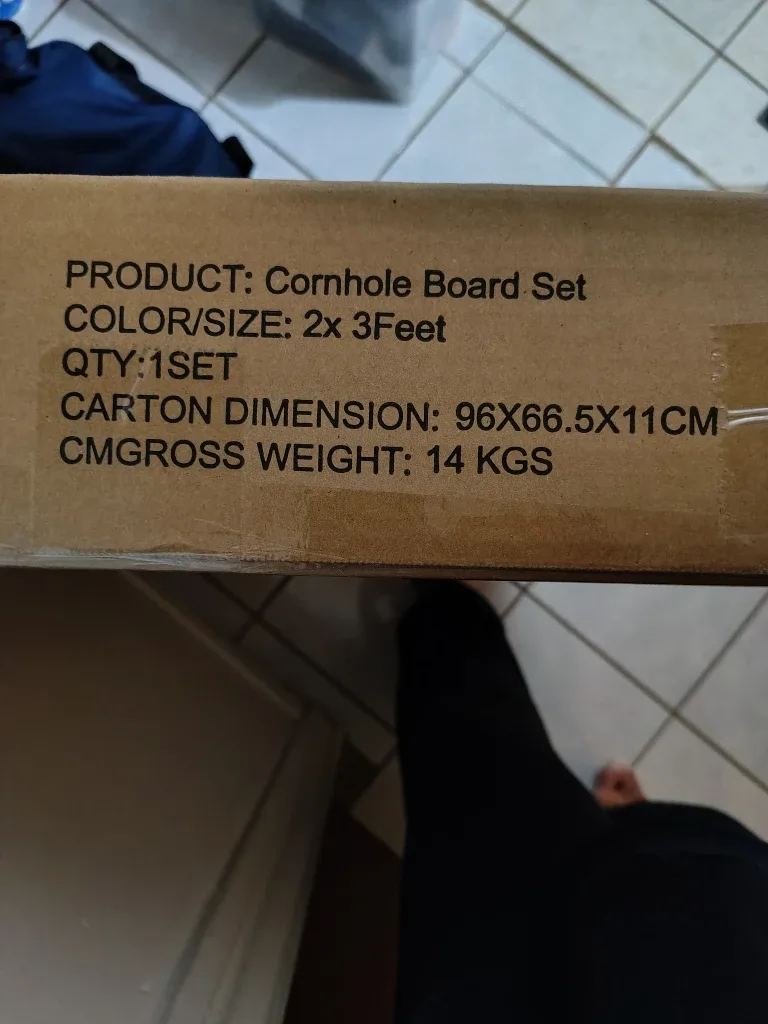 PRODUCT: Cornhole Board Set
COLOR/SIZE: 2x 3Feet
QTY:1SET
CARTON DIMENSION: 96X66.5X11CM
CMGROSS WEIGHT: 14 KGS